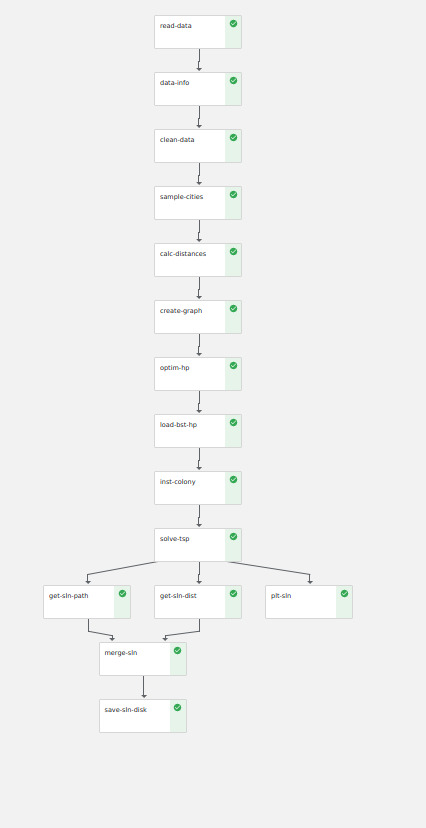 read-data
data-info
clean-data
sample-cities
calc-distances
create-graph
optim-hp
load-bst-hp
inst-colony
solve-tsp
get-sln-path
get-sln-dist
plt-sln
merge-sln
save-sln-disk